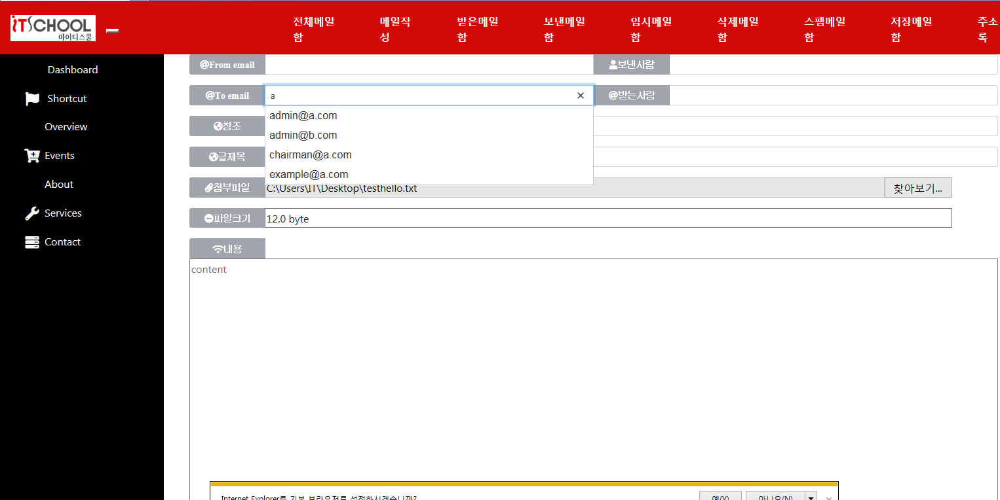 iTSCHOOL
아이티스쿨
전체메일
함
메일작
성
받은메일
함
보낸메일
함
임시메일
함
삭제메일
함
스팸메일
함
저장메일
함
주소
록
Dashboard
Shortcut
Overview
Events
About
Services
Contact
@From email
보낸사람
@To email
a
×
@받는사람
admin@a.com
admin@b.com
chairman@a.com
example@a.com
참조
글제목
첨부파일
C:\Users\IT\Desktop\testhello.txt
찾아보기...
파일크기
12.0 byte
내용
content
Internet Explorer를 기본 브라우저로 설정하시겠습니까?
예(Y)
아니요(N)
×